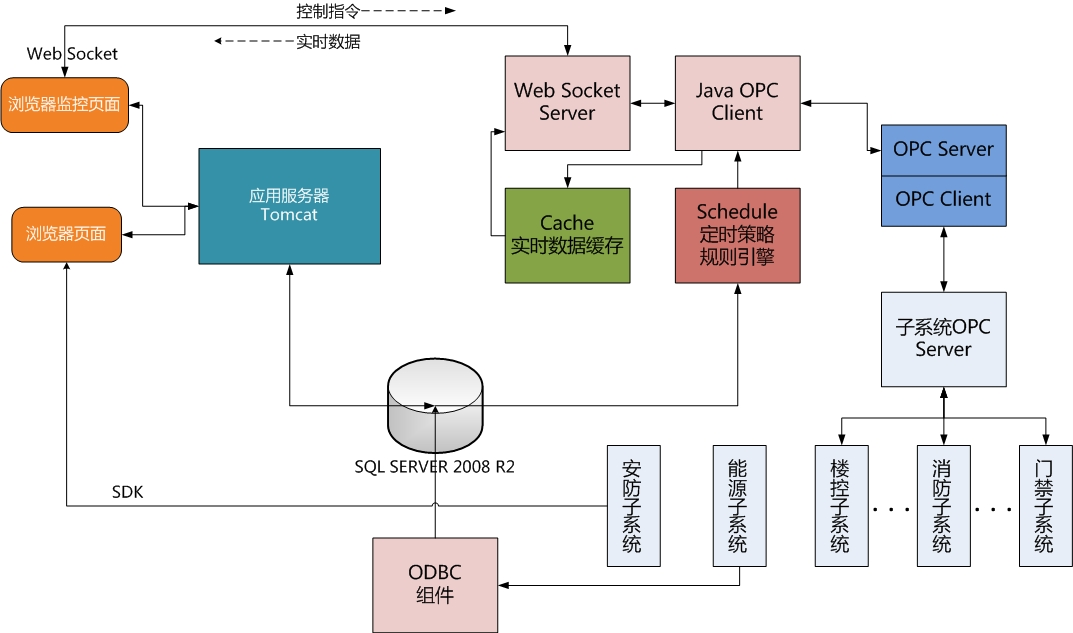 控制指令
实时数据
Web Socket
浏览器监控页面
浏览器页面
应用服务器
Tomcat
Web Socket
Server
Java OPC
Client
OPC Server
OPC Client
Cache
实时数据缓存
Schedule
定时策略
规则引擎
子系统OPC
Server
SQL SERVER 2008 R2
SDK
安防子系统
能源子系统
楼控子系统
· · ·
消防子系统
· · ·
门禁子系统
ODBC
组件